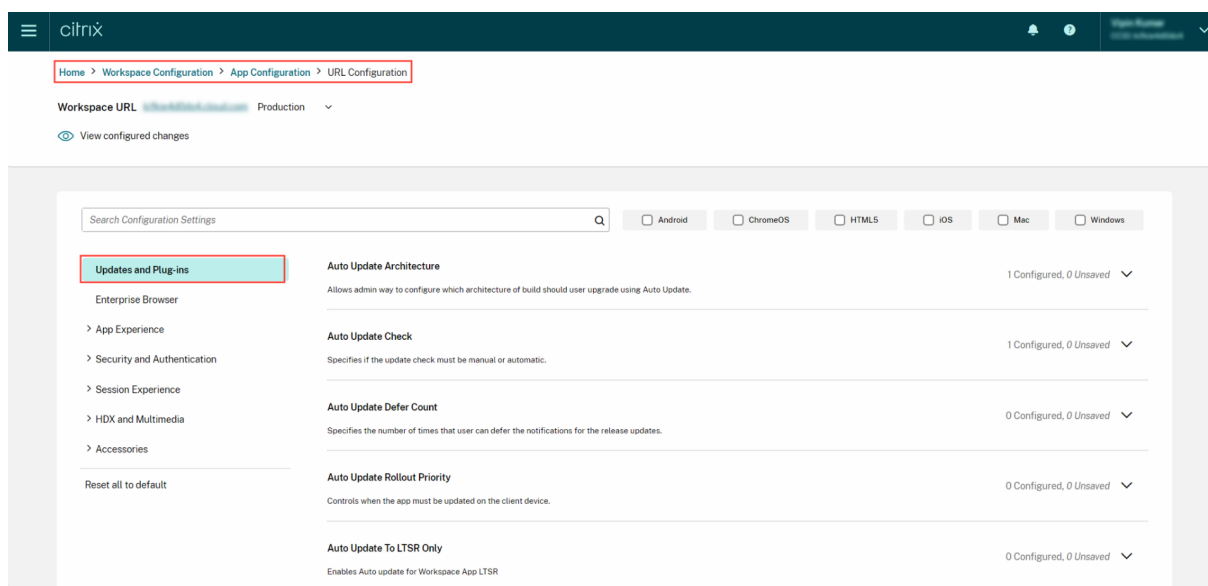 citrix
Home > Workspace Configuration > App Configuration > URL Configuration
Workspace URL Production
View configured changes
Search Configuration Settings
Android ChromeOS HTML5 iOS Mac Windows
Updates and Plug-ins
Enterprise Browser
> App Experience
> Security and Authentication
> Session Experience
> HDX and Multimedia
> Accessories
Reset all to default
Auto Update Architecture
1 Configured, 0 Unsaved
Allows admin way to configure which architecture of build should user upgrade using Auto Update.
Auto Update Check
1 Configured, 0 Unsaved
Specifies if the update check must be manual or automatic.
Auto Update Defer Count
0 Configured, 0 Unsaved
Specifies the number of times that user can defer the notifications for the release updates.
Auto Update Rollout Priority
0 Configured, 0 Unsaved
Controls when the app must be updated on the client device.
Auto Update To LTSR Only
0 Configured, 0 Unsaved
Enables Auto update for Workspace App LTSR